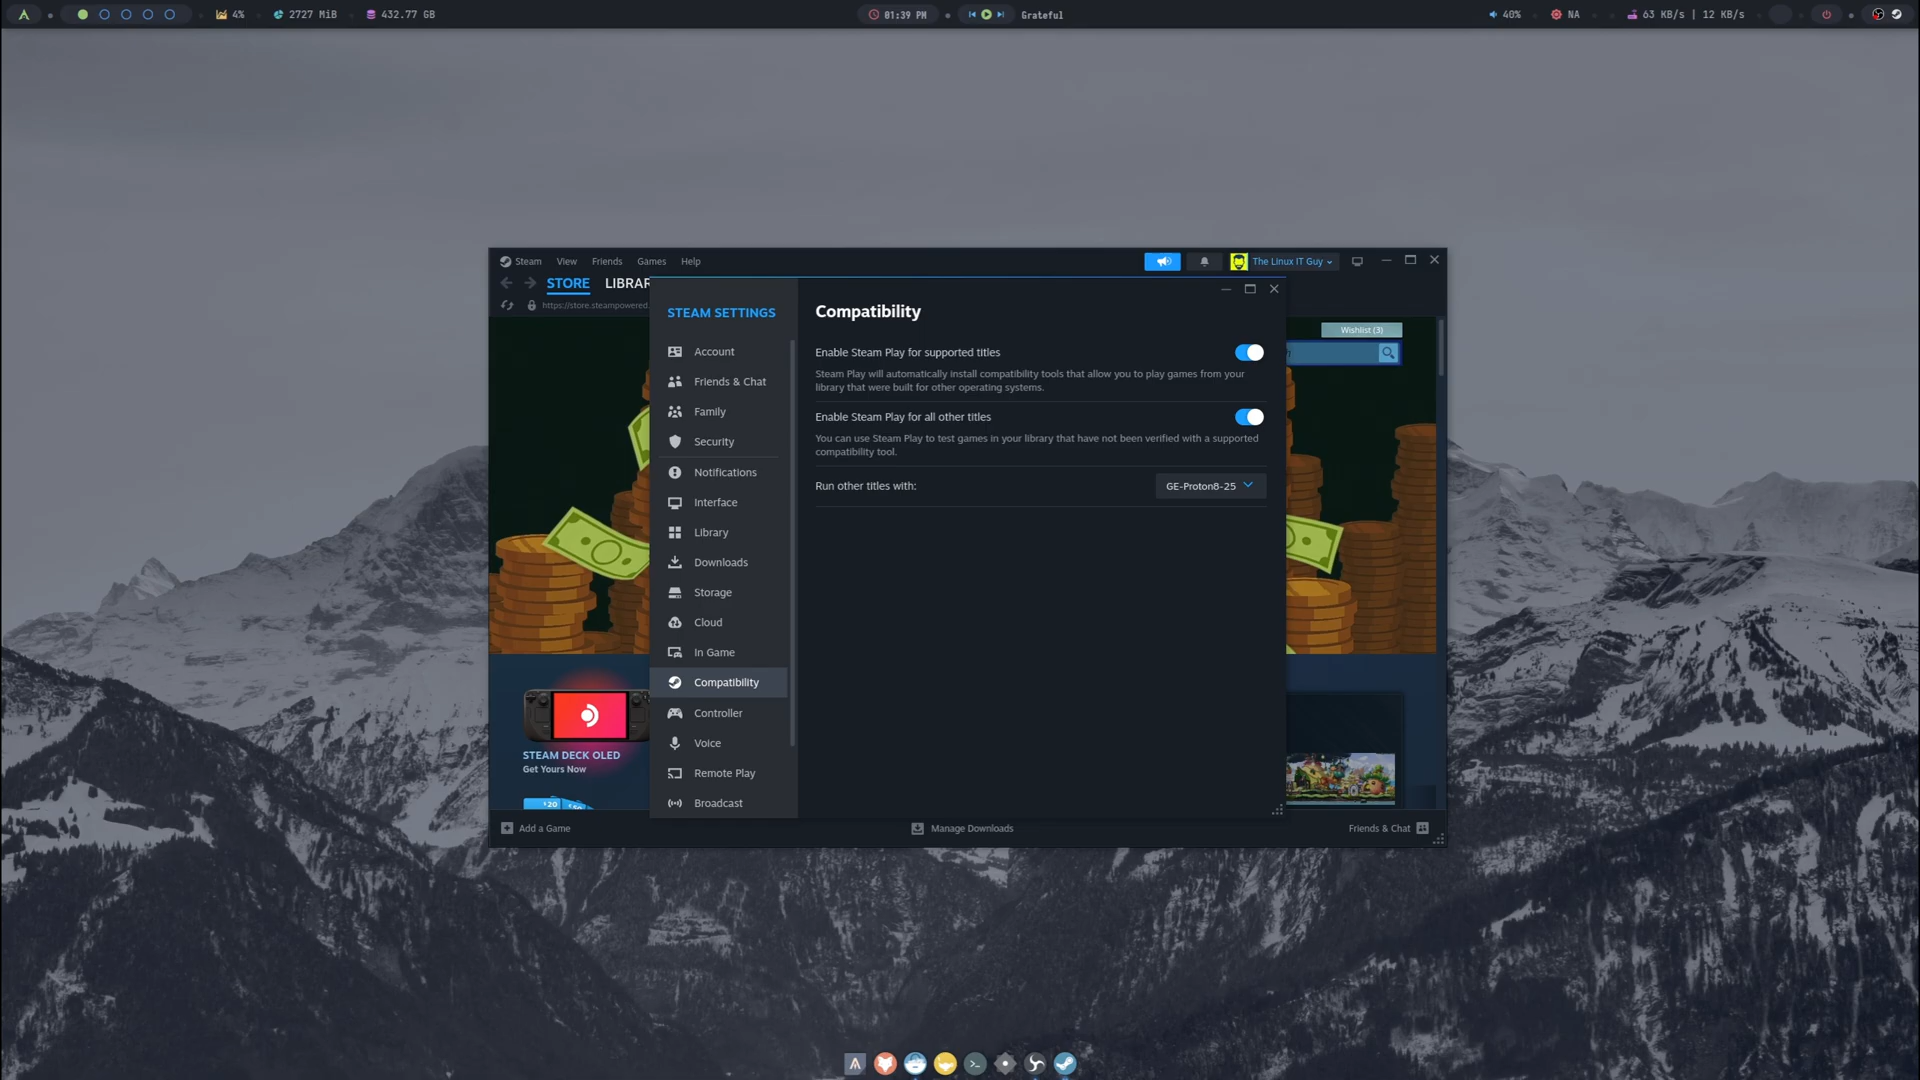 4%
2727 MiB
432.77 GB
01:39 PM
Grateful
40%
NA
63 KB/s | 12 KB/s
Steam View Friends Games Help
The Linux IT Guy
STORE LIBRAR
https://store.steampowered.
Wishlist (3)
STEAM SETTINGS
Account
Friends & Chat
Family
Security
Notifications
Interface
Library
Downloads
Storage
Cloud
In Game
Compatibility
Controller
Voice
Remote Play
Broadcast
Compatibility
Enable Steam Play for supported titles
Steam Play will automatically install compatibility tools that allow you to play games from your
library that were built for other operating systems.
Enable Steam Play for all other titles
You can use Steam Play to test games in your library that have not been verified with a supported
compatibility tool.
Run other titles with:
GE-Proton8-25
STEAM DECK OLED
Get Yours Now
$20
Add a Game
Manage Downloads
Friends & Chat